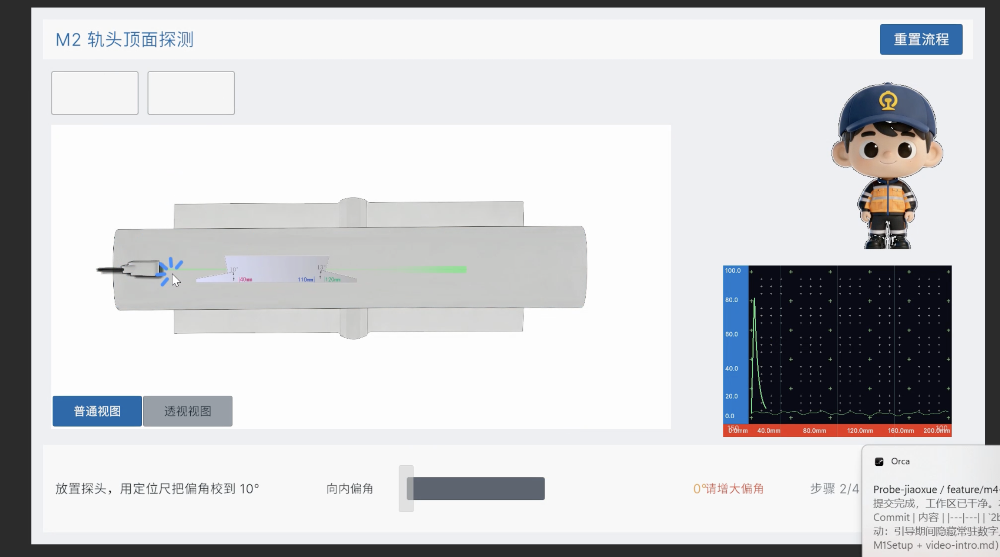 M2 轨头顶面探测
重置流程
10°
13°
|40mm
110mm|
|120mm
100.0
80.0
60.0
40.0
20.0
0.0
150
100
0.0mm
40.0mm
80.0mm
120.0mm
160.0mm
200.0mm
普通视图
透视视图
放置探头，用定位尺把偏角校到 10°
向内偏角
0°请增大偏角
步骤 2/4
Orca
Probe-jiaoxue / feature/m4-
提交完成，工作区已干净。
Commit | 内容 | |---|---| | `2b
动：引导期间隐藏常驻数字
M1Setup + video-intro.md)